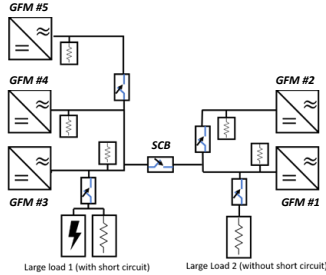 GFM #5
GFM #4
GFM #2
SCB
GFM #3
GFM #1
Large load 1 (with short circuit)
Large Load 2 (without short circuit)